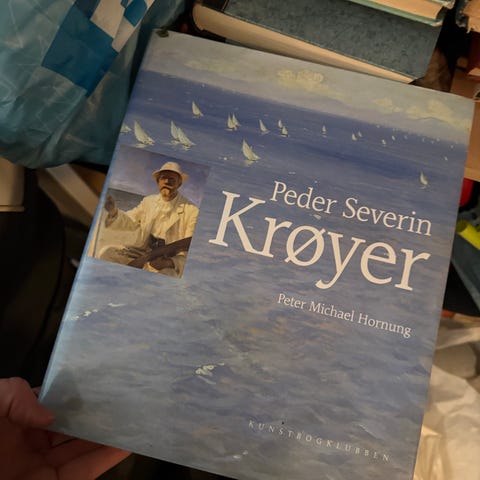 Peder Severin
Krøyer
Peter Michael Hornung
KUNSTBOGKLUBBEN